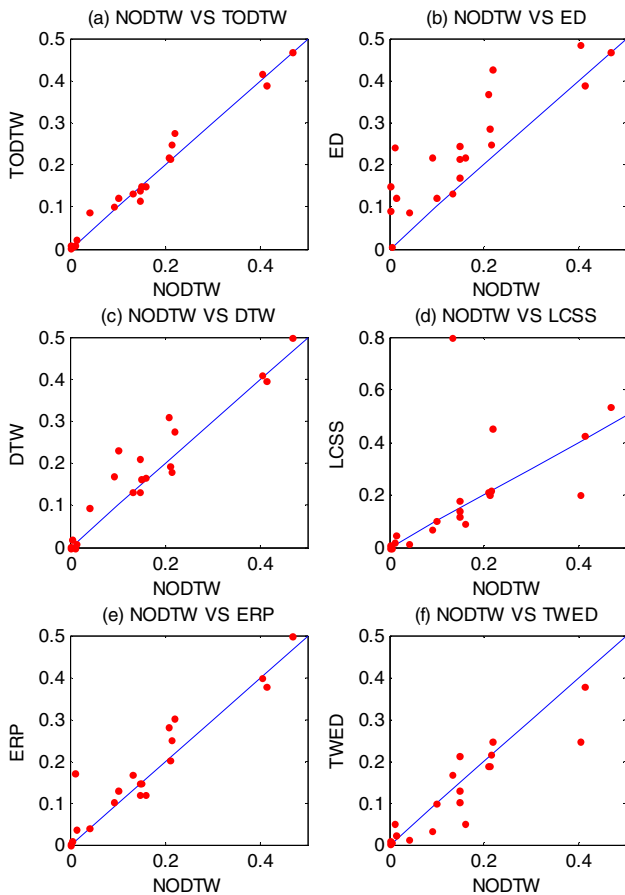 (a) NODTW VS TODTW
0.5
0.4
0.3
0.2
0.1
0
0
0.2
0.4
TODTW
NODTW
(b) NODTW VS ED
0.5
0.4
0.3
0.2
0.1
0
0
0.2
0.4
ED
NODTW
(c) NODTW VS DTW
0.5
0.4
0.3
0.2
0.1
0
0
0.2
0.4
DTW
NODTW
(d) NODTW VS LCSS
0.8
0.6
0.4
0.2
0
0
0.2
0.4
LCSS
NODTW
(e) NODTW VS ERP
0.5
0.4
0.3
0.2
0.1
0
0
0.2
0.4
ERP
NODTW
(f) NODTW VS TWED
0.5
0.4
0.3
0.2
0.1
0
0
0.2
0.4
TWED
NODTW